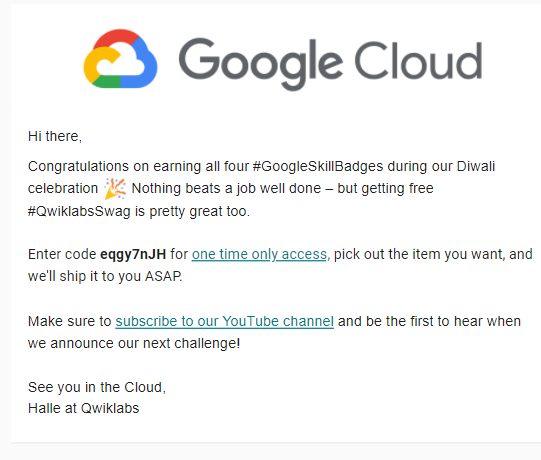 Google Cloud
Hi there,
Congratulations on earning all four #GoogleSkillBadges during our Diwali
celebration 🎉 Nothing beats a job well done – but getting free
#QwiklabsSwag is pretty great too.
Enter code eqgy7nJH for one time only access, pick out the item you want, and
we'll ship it to you ASAP.
Make sure to subscribe to our YouTube channel and be the first to hear when
we announce our next challenge!
See you in the Cloud,
Halle at Qwiklabs